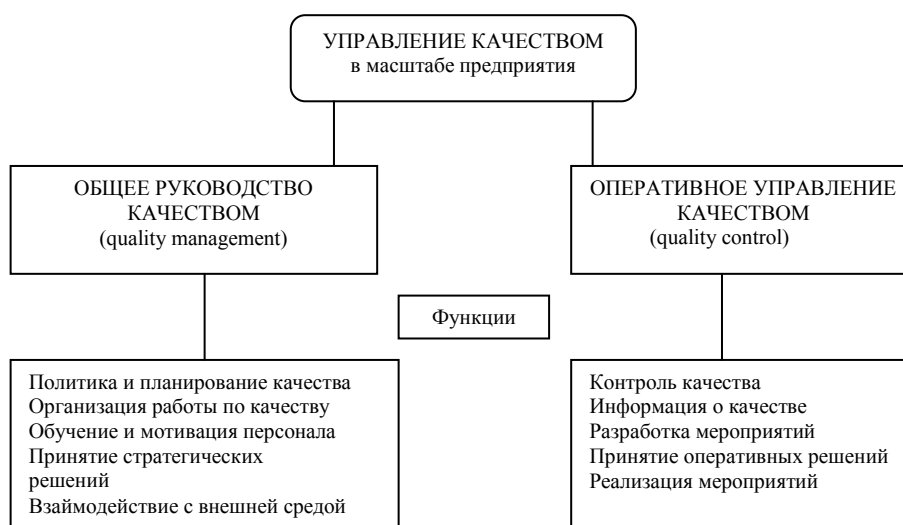 УПРАВЛЕНИЕ КАЧЕСТВОМ
в масштабе предприятия
ОБЩЕЕ РУКОВОДСТВО
КАЧЕСТВОМ
(quality management)
ОПЕРАТИВНОЕ УПРАВЛЕНИЕ
КАЧЕСТВОМ
(quality control)
Функции
Политика и планирование качества
Организация работы по качеству
Обучение и мотивация персонала
Принятие стратегических
решений
Взаймодействие с внешней средой
Контроль качества
Информация о качестве
Разработка мероприятий
Принятие оперативных решений
Реализация мероприятий